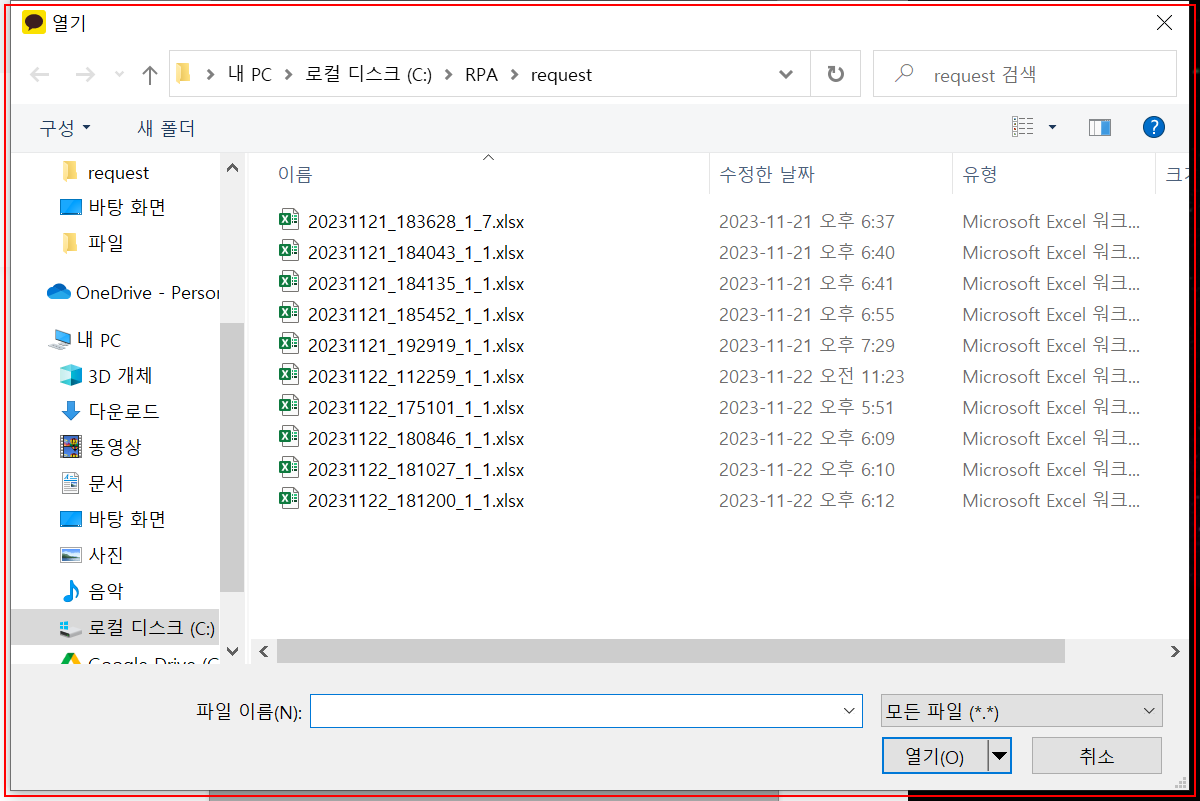 열기
내 PC > 로컬 디스크 (C:) > RPA > request
request 검색
구성
새 폴더
?
request
바탕 화면
파일
OneDrive - Person
내 PC
3D 개체
다운로드
동영상
문서
바탕 화면
사진
음악
로컬 디스크 (C:)
Google Drive (G
이름 수정한 날짜 유형 크기
20231121_183628_1_7.xlsx 2023-11-21 오후 6:37 Microsoft Excel 워크...
20231121_184043_1_1.xlsx 2023-11-21 오후 6:40 Microsoft Excel 워크...
20231121_184135_1_1.xlsx 2023-11-21 오후 6:41 Microsoft Excel 워크...
20231121_185452_1_1.xlsx 2023-11-21 오후 6:55 Microsoft Excel 워크...
20231121_192919_1_1.xlsx 2023-11-21 오후 7:29 Microsoft Excel 워크...
20231122_112259_1_1.xlsx 2023-11-22 오전 11:23 Microsoft Excel 워크...
20231122_175101_1_1.xlsx 2023-11-22 오후 5:51 Microsoft Excel 워크...
20231122_180846_1_1.xlsx 2023-11-22 오후 6:09 Microsoft Excel 워크...
20231122_181027_1_1.xlsx 2023-11-22 오후 6:10 Microsoft Excel 워크...
20231122_181200_1_1.xlsx 2023-11-22 오후 6:12 Microsoft Excel 워크...
파일 이름(N):
모든 파일 (*.*)
열기(O)
취소